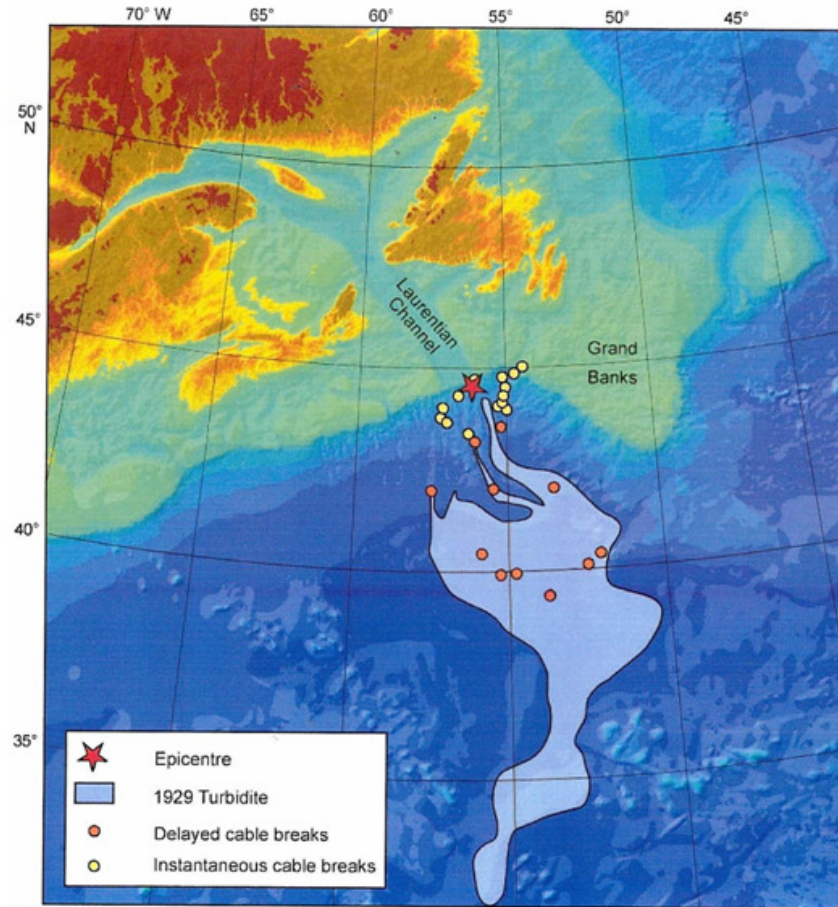 70° W
65°
60°
55°
50°
45°
50°
N
45°
40°
35°
Laurentian
Channel
Grand
Banks
Epicentre
1929 Turbidite
Delayed cable breaks
Instantaneous cable breaks